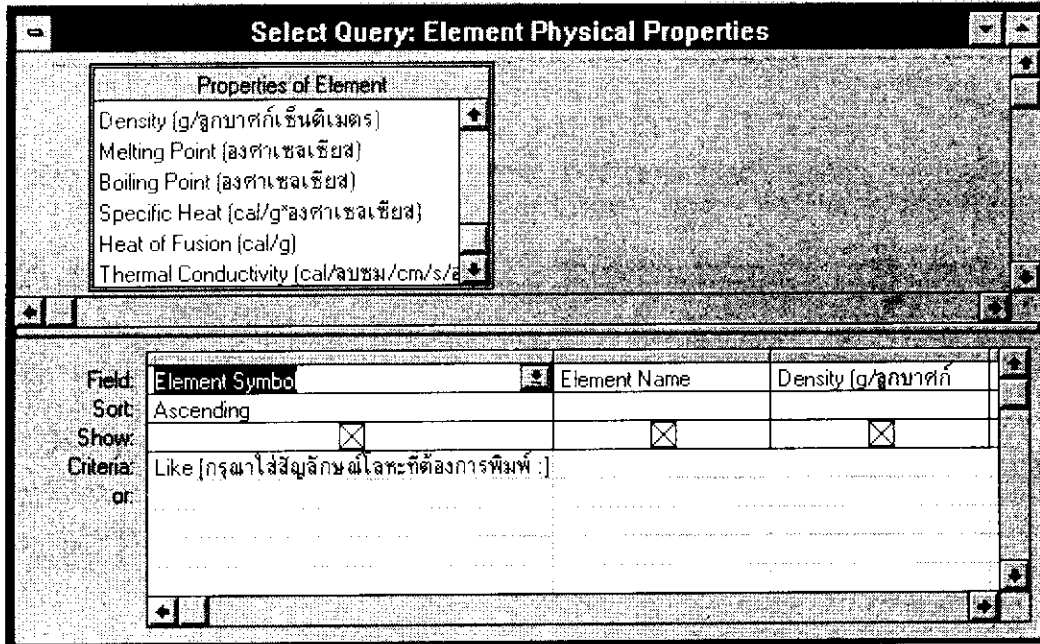 Select Query: Element Physical Properties
Properties of Element
Density (g/ลูกบาศก์เซ็นติเมตร)
Melting Point (องศาเซลเซียส)
Boiling Point (องศาเซลเซียส)
Specific Heat (cal/g*องศาเซลเซียส)
Heat of Fusion (cal/g)
Thermal Conductivity (cal/ลบซม/cm/s/อ
Field: Element Symbo Element Name Density (g/ลูกบาศก์
Sort: Ascending
Show:
Criteria: Like [กรุณาใส่สัญลักษณ์โลหะที่ต้องการพิมพ์ :]
or: